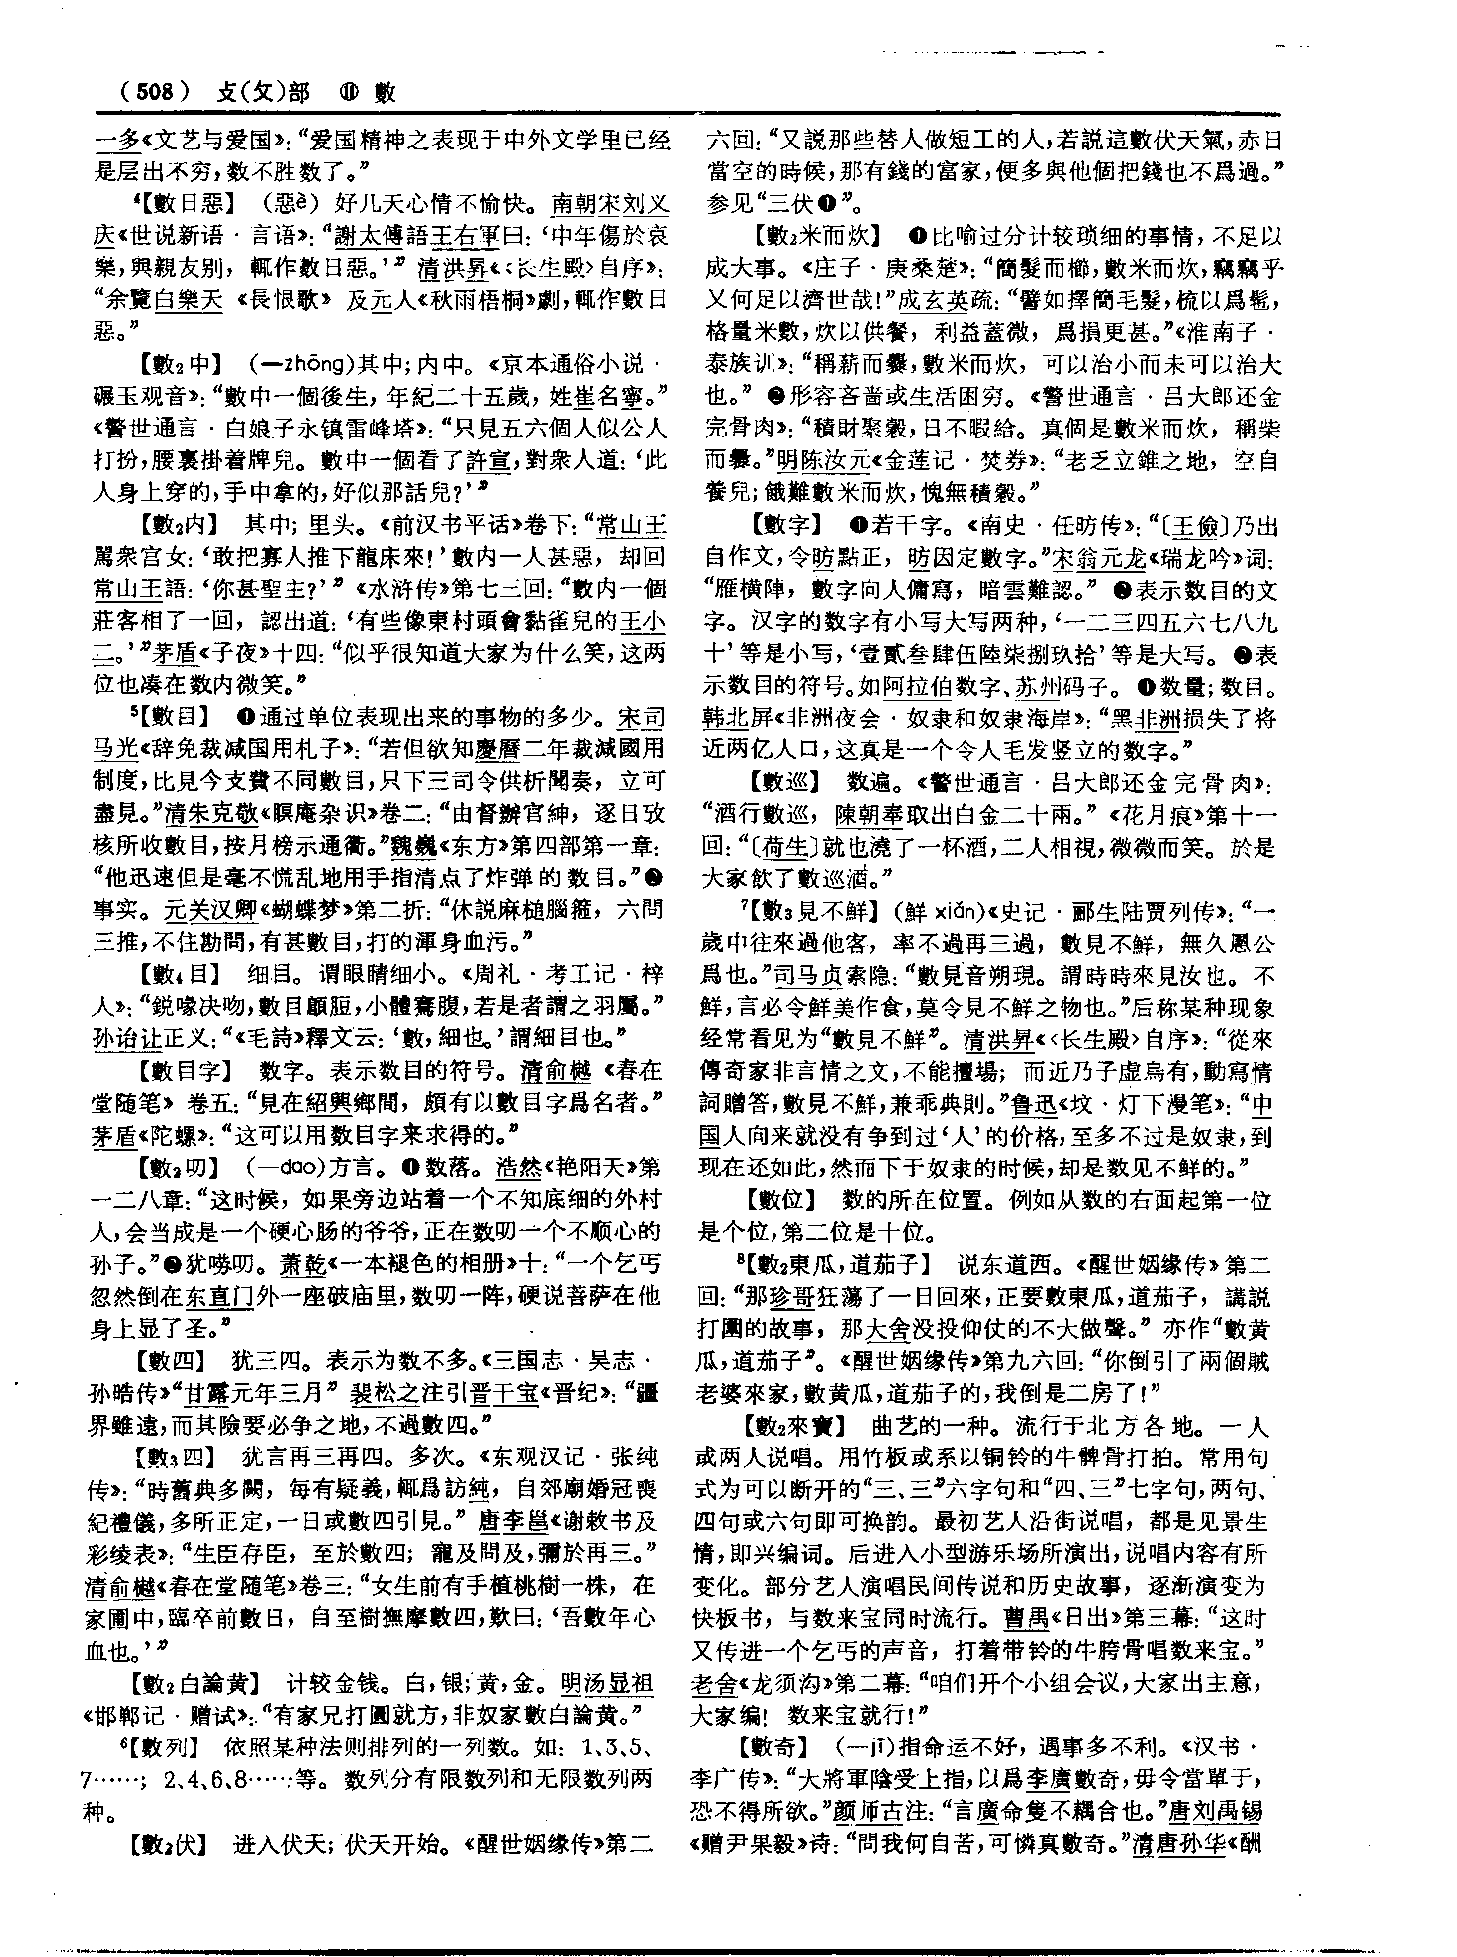 (508) 攴(攵)部 ⑪ 數
一多《文艺与爱国》：“爱国精神之表现于中外文学里已经
是层出不穷，数不胜数了。”
⁴【數日惡】 （惡è）好几天心情不愉快。南朝宋刘义
庆《世说新语·言语》：“謝太傅語王右軍曰：‘中年傷於哀
樂，與親友别，輒作數日惡。’”清洪昇《〈长生殿〉自序》：
“余覽白樂天《長恨歌》及元人《秋雨梧桐》劇，輒作數日
惡。”
【數₂中】 （—zhōng）其中；内中。《京本通俗小说·
碾玉观音》：“數中一個後生，年紀二十五歲，姓崔名寧。”
《警世通言·白娘子永镇雷峰塔》：“只見五六個人似公人
打扮，腰裏掛着牌兒。數中一個看了許宣，對衆人道：‘此
人身上穿的，手中拿的，好似那話兒？’”
【數₂内】 其中；里头。《前汉书平话》卷下：“常山王
駡衆宫女：‘敢把寡人推下龍床來！’數内一人甚惡，却回
常山王語：‘你甚聖主？’”《水浒传》第七三回：“數内一個
莊客相了一回，認出道：‘有些像東村頭會黏雀兒的王小
二。’”茅盾《子夜》十四：“似乎很知道大家为什么笑，这两
位也凑在数内微笑。”
⁵【數目】 ❶通过单位表现出来的事物的多少。宋司
马光《辞免裁减国用札子》：“若但欲知慶曆二年裁減國用
制度，比見今支費不同數目，只下三司令供析聞奏，立可
盡見。”清朱克敬《瞑庵杂识》卷二：“由督辦官紳，逐日攷
核所收數目，按月榜示通衢。”魏巍《东方》第四部第一章：
“他迅速但是毫不慌乱地用手指清点了炸弹的数目。”❷
事实。元关汉卿《蝴蝶梦》第二折：“休説麻槌腦箍，六問
三推，不住勘問，有甚數目，打的渾身血污。”
【數₄目】 细目。谓眼睛细小。《周礼·考工记·梓
人》：“鋭喙决吻，數目顧脰，小體騫腹，若是者謂之羽屬。”
孙诒让正义：“《毛詩》釋文云：‘數，細也。’謂細目也。”
【數目字】 数字。表示数目的符号。清俞樾《春在
堂随笔》卷五：“見在紹興鄉間，頗有以數目字爲名者。”
茅盾《陀螺》：“这可以用数目字来求得的。”
【數₂叨】 （—dao）方言。❶数落。浩然《艳阳天》第
一二八章：“这时候，如果旁边站着一个不知底细的外村
人，会当成是一个硬心肠的爷爷，正在数叨一个不顺心的
孙子。”❷犹唠叨。萧乾《一本褪色的相册》十：“一个乞丐
忽然倒在东直门外一座破庙里，数叨一阵，硬说菩萨在他
身上显了圣。”
【數四】 犹三四。表示为数不多。《三国志·吴志·
孙晧传》“甘露元年三月”裴松之注引晋干宝《晋纪》：“疆
界雖遠，而其險要必争之地，不過數四。”
【數₃四】 犹言再三再四。多次。《东观汉记·张纯
传》：“時舊典多闕，每有疑義，輒爲訪純，自郊廟婚冠喪
紀禮儀，多所正定，一日或數四引見。”唐李邕《谢敕书及
彩绫表》：“生臣存臣，至於數四；寵及問及，彌於再三。”
清俞樾《春在堂随笔》卷三：“女生前有手植桃樹一株，在
家圃中，臨卒前數日，自至樹撫摩數四，歎曰：‘吾數年心
血也。’”
【數₂白論黄】 计较金钱。白，银；黄，金。明汤显祖
《邯郸记·赠试》：“有家兄打圓就方，非奴家數白論黄。”
⁶【數列】 依照某种法则排列的一列数。如：1、3、5、
7……；2、4、6、8……等。数列分有限数列和无限数列两
种。
【數₂伏】 进入伏天；伏天开始。《醒世姻缘传》第二
六回：“又説那些替人做短工的人，若説這數伏天氣，赤日
當空的時候，那有錢的富家，便多與他個把錢也不爲過。”
参见“三伏❶”。
【數₂米而炊】 ❶比喻过分计较琐细的事情，不足以
成大事。《庄子·庚桑楚》：“簡髮而櫛，數米而炊，竊竊乎
又何足以濟世哉！”成玄英疏：“譬如擇簡毛髮，梳以爲髢，
格量米數，炊以供餐，利益蓋微，爲損更甚。”《淮南子·
泰族训》：“稱薪而爨，數米而炊，可以治小而未可以治大
也。” ❷形容吝啬或生活困穷。《警世通言·吕大郎还金
完骨肉》：“積財聚穀，日不暇給。真個是數米而炊，稱柴
而爨。”明陈汝元《金莲记·焚券》：“老乏立錐之地，空自
養兒；餓難數米而炊，愧無積穀。”
【數字】 ❶若干字。《南史·任昉传》：“〔王儉〕乃出
自作文，令昉點正，昉因定數字。”宋翁元龙《瑞龙吟》词：
“雁横陣，數字向人傭寫，暗雲難認。” ❷表示数目的文
字。汉字的数字有小写大写两种，‘一二三四五六七八九
十’等是小写，‘壹貳叁肆伍陸柒捌玖拾’等是大写。 ❸表
示数目的符号。如阿拉伯数字、苏州码子。 ❹数量；数目。
韩北屏《非洲夜会·奴隶和奴隶海岸》：“黑非洲损失了将
近两亿人口，这真是一个令人毛发竖立的数字。”
【數巡】 数遍。《警世通言·吕大郎还金完骨肉》：
“酒行數巡，陳朝奉取出白金二十兩。”《花月痕》第十一
回：“〔荷生〕就也澆了一杯酒，二人相視，微微而笑。於是
大家飲了數巡酒。”
⁷【數₃見不鮮】（鮮 xiǎn）《史记·郦生陆贾列传》：“一
歲中往來過他客，率不過再三過，數見不鮮，無久慁公
爲也。”司马贞索隐：“數見音朔現。謂時時來見汝也。不
鮮，言必令鮮美作食，莫令見不鮮之物也。”后称某种现象
经常看见为“數見不鮮”。清洪昇《〈长生殿〉自序》：“從來
傳奇家非言情之文，不能擅場；而近乃子虚烏有，動寫情
詞贈答，數見不鮮，兼乖典則。”鲁迅《坟·灯下漫笔》：“中
国人向来就没有争到过‘人’的价格，至多不过是奴隶，到
现在还如此，然而下于奴隶的时候，却是数见不鲜的。”
【數位】 数的所在位置。例如从数的右面起第一位
是个位，第二位是十位。
⁸【數₂東瓜，道茄子】 说东道西。《醒世姻缘传》第二
回：“那珍哥狂蕩了一日回來，正要數東瓜，道茄子，講説
打圍的故事，那大舍没投仰仗的不大做聲。”亦作“數黄
瓜，道茄子”。《醒世姻缘传》第九六回：“你倒引了兩個賊
老婆來家，數黄瓜，道茄子的，我倒是二房了！”
【數₂來寶】 曲艺的一种。流行于北方各地。一人
或两人说唱。用竹板或系以铜铃的牛髀骨打拍。常用句
式为可以断开的“三、三”六字句和“四、三”七字句，两句、
四句或六句即可换韵。最初艺人沿街说唱，都是见景生
情，即兴编词。后进入小型游乐场所演出，说唱内容有所
变化。部分艺人演唱民间传说和历史故事，逐渐演变为
快板书，与数来宝同时流行。曹禺《日出》第三幕：“这时
又传进一个乞丐的声音，打着带铃的牛胯骨唱数来宝。”
老舍《龙须沟》第二幕：“咱们开个小组会议，大家出主意，
大家编！数来宝就行！”
【數奇】 （—jī）指命运不好，遇事多不利。《汉书·
李广传》：“大將軍陰受上指，以爲李廣數奇，毋令當單于，
恐不得所欲。”颜师古注：“言廣命隻不耦合也。”唐刘禹锡
《赠尹果毅》诗：“問我何自苦，可憐真數奇。”清唐孙华《酬